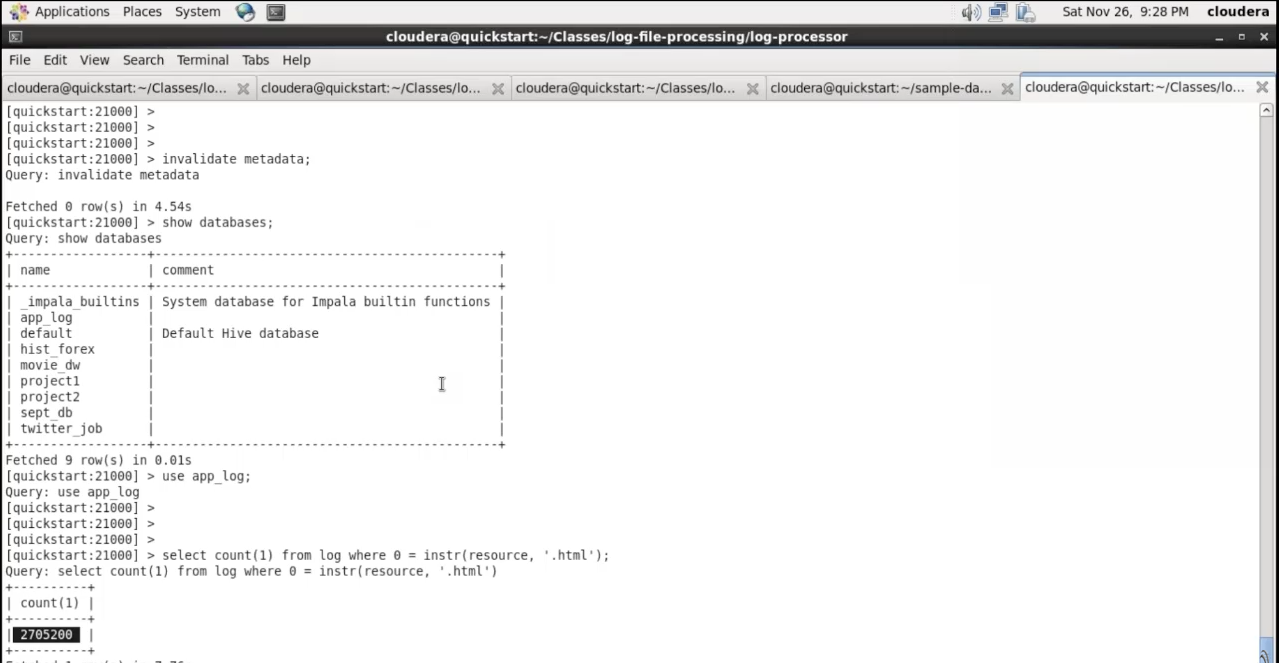 Applications Places System Sat Nov 26, 9:28 PM cloudera
cloudera@quickstart:~/Classes/log-file-processing/log-processor
File Edit View Search Terminal Tabs Help
cloudera@quickstart:~/Classes/lo... cloudera@quickstart:~/Classes/lo... cloudera@quickstart:~/Classes/lo... cloudera@quickstart:~/sample-da... cloudera@quickstart:~/Classes/lo...
[quickstart:21000] >
[quickstart:21000] >
[quickstart:21000] >
[quickstart:21000] > invalidate metadata;
Query: invalidate metadata
Fetched 0 row(s) in 4.54s
[quickstart:21000] > show databases;
Query: show databases
+-----------------+----------------------------------------------+
| name            | comment                                      |
+-----------------+----------------------------------------------+
| _impala_builtins | System database for Impala builtin functions |
| app_log         |                                              |
| default         | Default Hive database                        |
| hist_forex      |                                              |
| movie_dw        |                                              |
| project1        |                                              |
| project2        |                                              |
| sept_db         |                                              |
| twitter_job     |                                              |
+-----------------+----------------------------------------------+
Fetched 9 row(s) in 0.01s
[quickstart:21000] > use app_log;
Query: use app_log
[quickstart:21000] >
[quickstart:21000] >
[quickstart:21000] >
[quickstart:21000] > select count(1) from log where 0 = instr(resource, '.html');
Query: select count(1) from log where 0 = instr(resource, '.html')
+----------+
| count(1) |
+----------+
| 2705200 |
+----------+